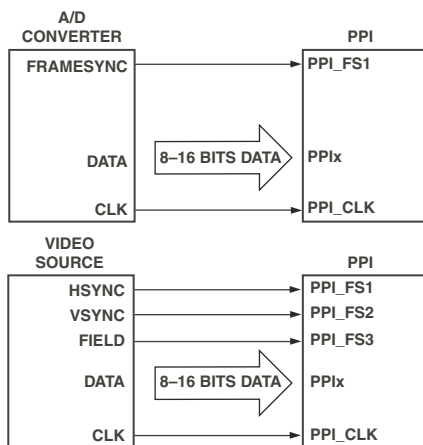 A/D
CONVERTER
PPI
FRAMESYNC
PPI_FS1
DATA
8–16 BITS DATA
PPIx
CLK
PPI_CLK
VIDEO
SOURCE
PPI
HSYNC
PPI_FS1
VSYNC
PPI_FS2
FIELD
PPI_FS3
DATA
8–16 BITS DATA
PPIx
CLK
PPI_CLK